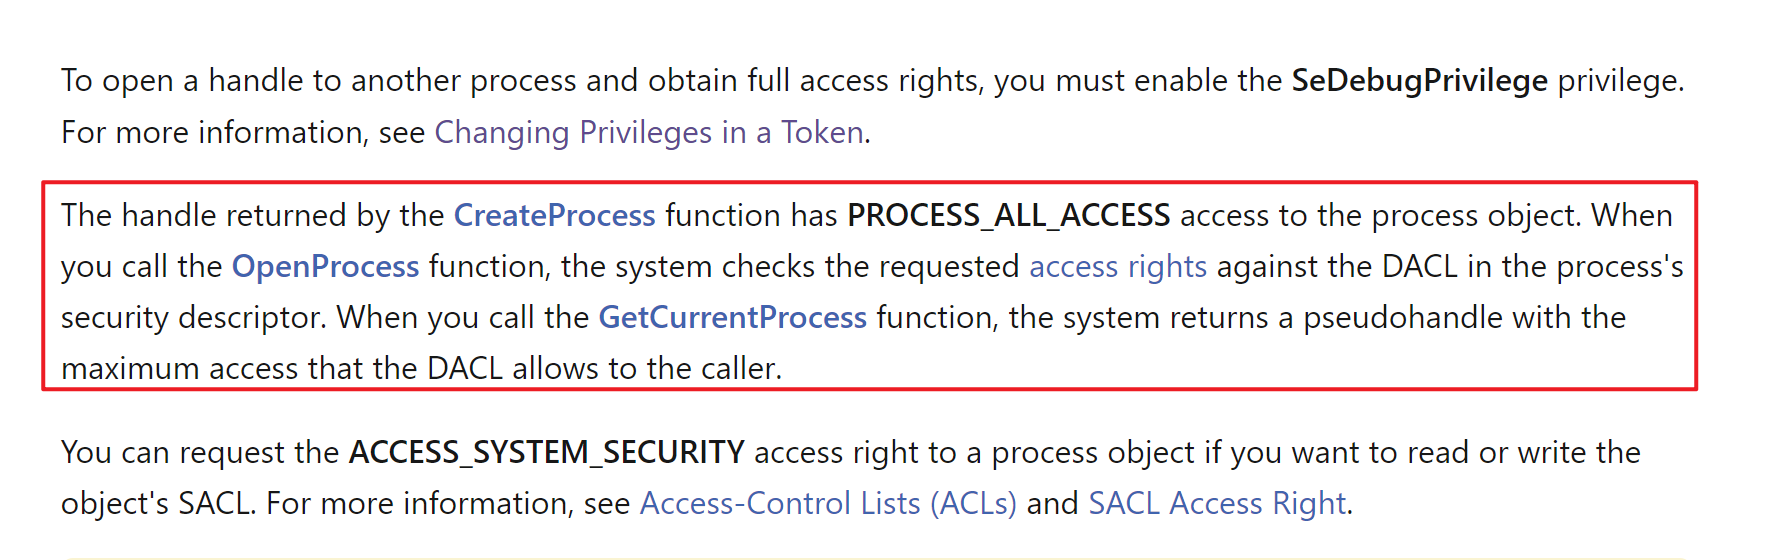 To open a handle to another process and obtain full access rights, you must enable the SeDebugPrivilege privilege.
For more information, see Changing Privileges in a Token.
The handle returned by the CreateProcess function has PROCESS_ALL_ACCESS access to the process object. When
you call the OpenProcess function, the system checks the requested access rights against the DACL in the process's
security descriptor. When you call the GetCurrentProcess function, the system returns a pseudohandle with the
maximum access that the DACL allows to the caller.
You can request the ACCESS_SYSTEM_SECURITY access right to a process object if you want to read or write the
object's SACL. For more information, see Access-Control Lists (ACLs) and SACL Access Right.